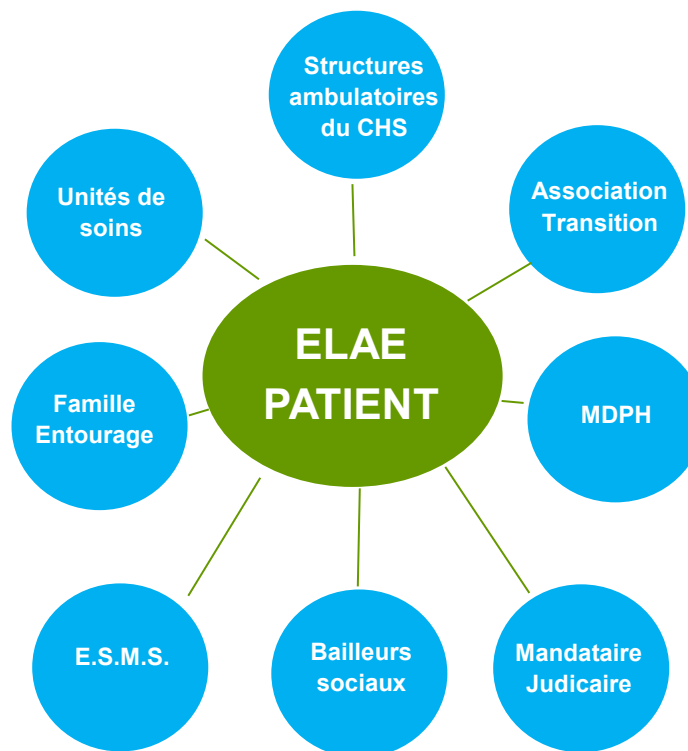 Structures
ambulatoires
du CHS
Unités de
soins
Association
Transition
ELAE
PATIENT
Famille
Entourage
MDPH
E.S.M.S.
Bailleurs
sociaux
Mandataire
Judicaire